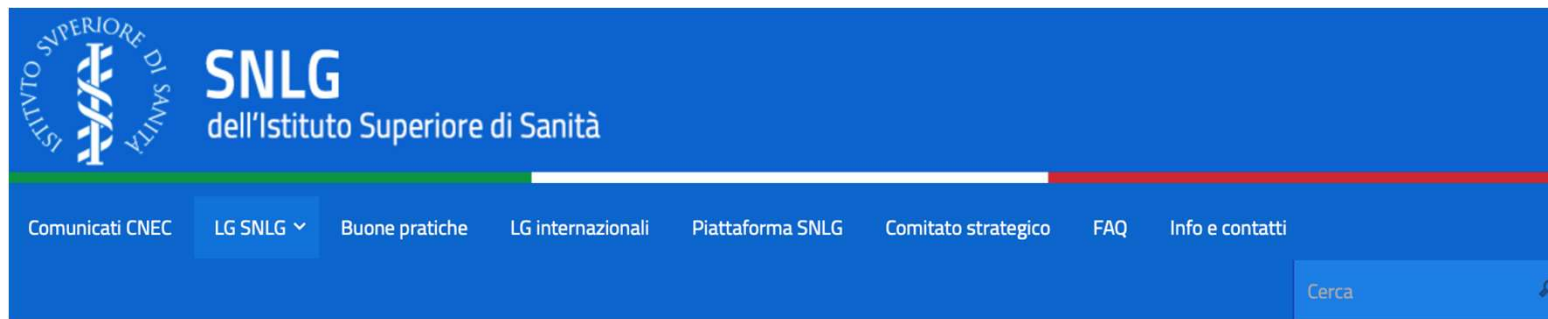 ISTITVTO SVPERIORE DI SANITÀ
SNLG
dell'Istituto Superiore di Sanità
Comunicati CNEC LG SNLG Buone pratiche LG internazionali Piattaforma SNLG Comitato strategico FAQ Info e contatti
Cerca